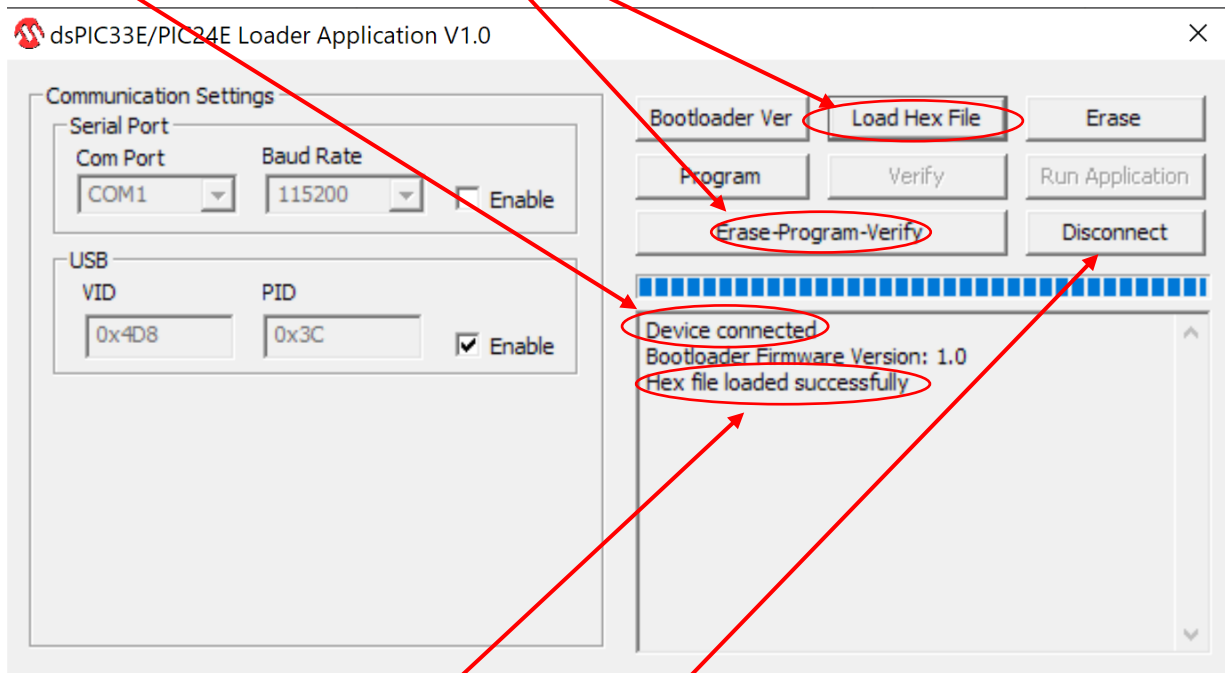 dsPIC33E/PIC24E Loader Application V1.0
Communication Settings
Serial Port
Com Port Baud Rate
COM1 115200 Enable
USB
VID PID
0x4D8 0x3C Enable
Bootloader Ver Load Hex File Erase
Program Verify Run Application
Erase-Program-Verify Disconnect
Device connected
Bootloader Firmware Version: 1.0
Hex file loaded successfully